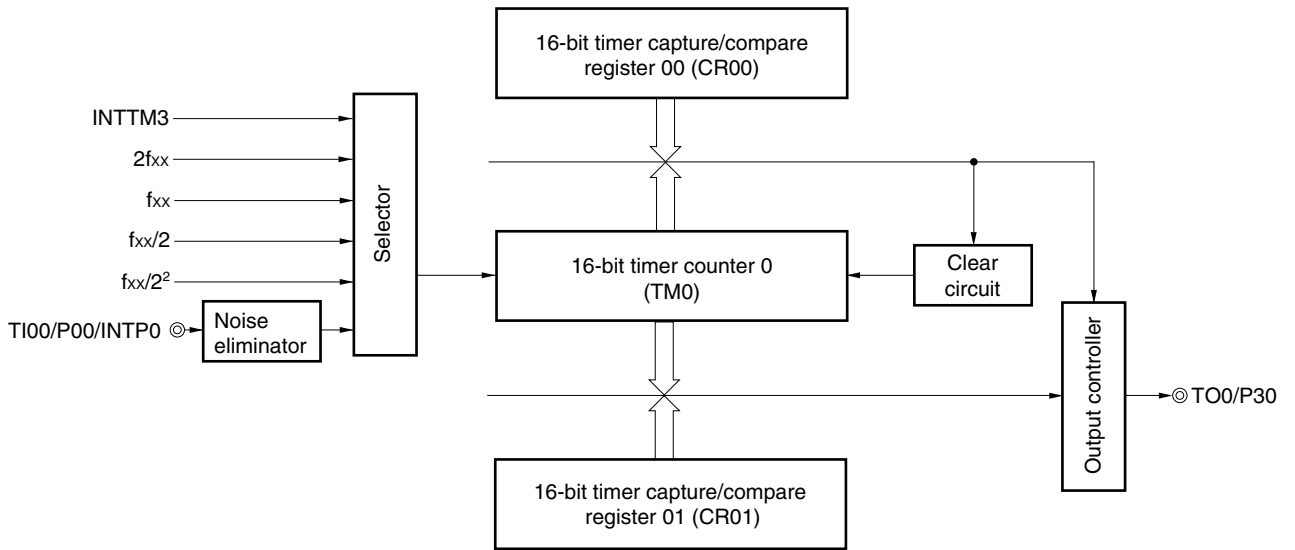 16-bit timer capture/compare
register 00 (CR00)
INTTM3
2fxx
fxx
fxx/2
fxx/2²
TI00/P00/INTP0
Noise
eliminator
Selector
16-bit timer counter 0
(TM0)
Clear
circuit
Output controller
TO0/P30
16-bit timer capture/compare
register 01 (CR01)